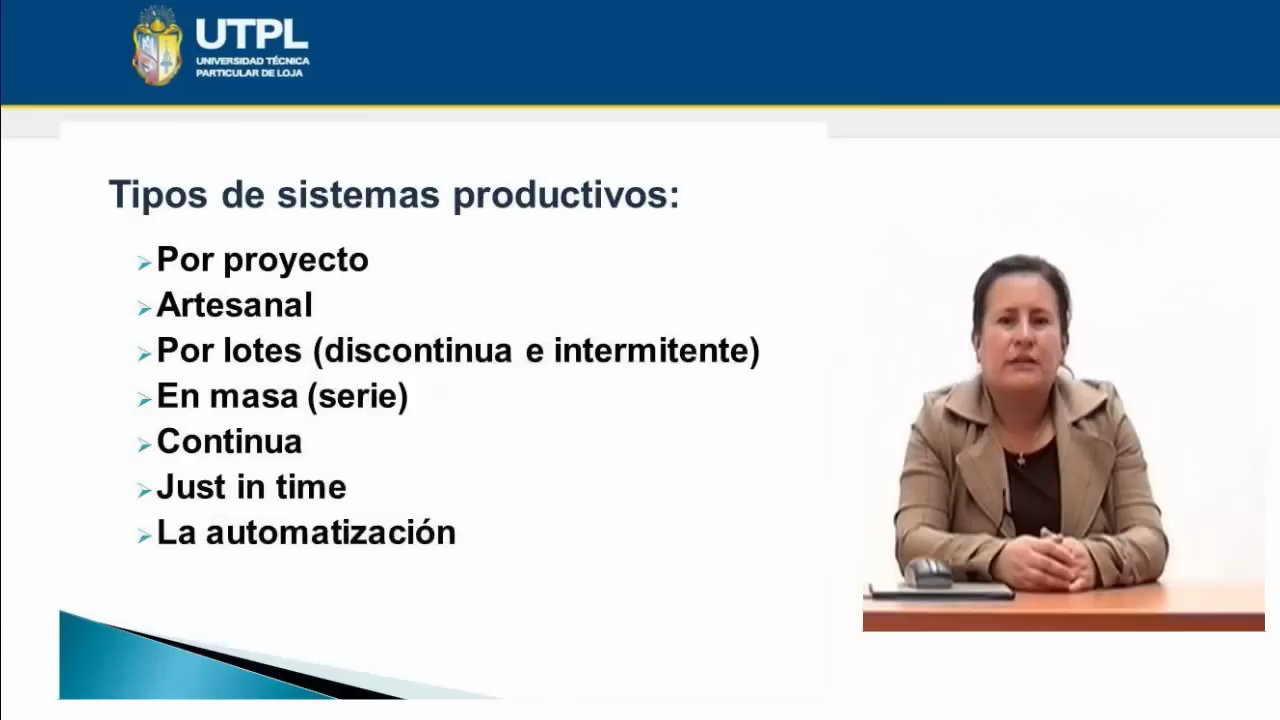 UTPL
UNIVERSIDAD TÉCNICA
PARTICULAR DE LOJA
Tipos de sistemas productivos:
Por proyecto
Artesanal
Por lotes (discontinua e intermitente)
En masa (serie)
Continua
Just in time
La automatización